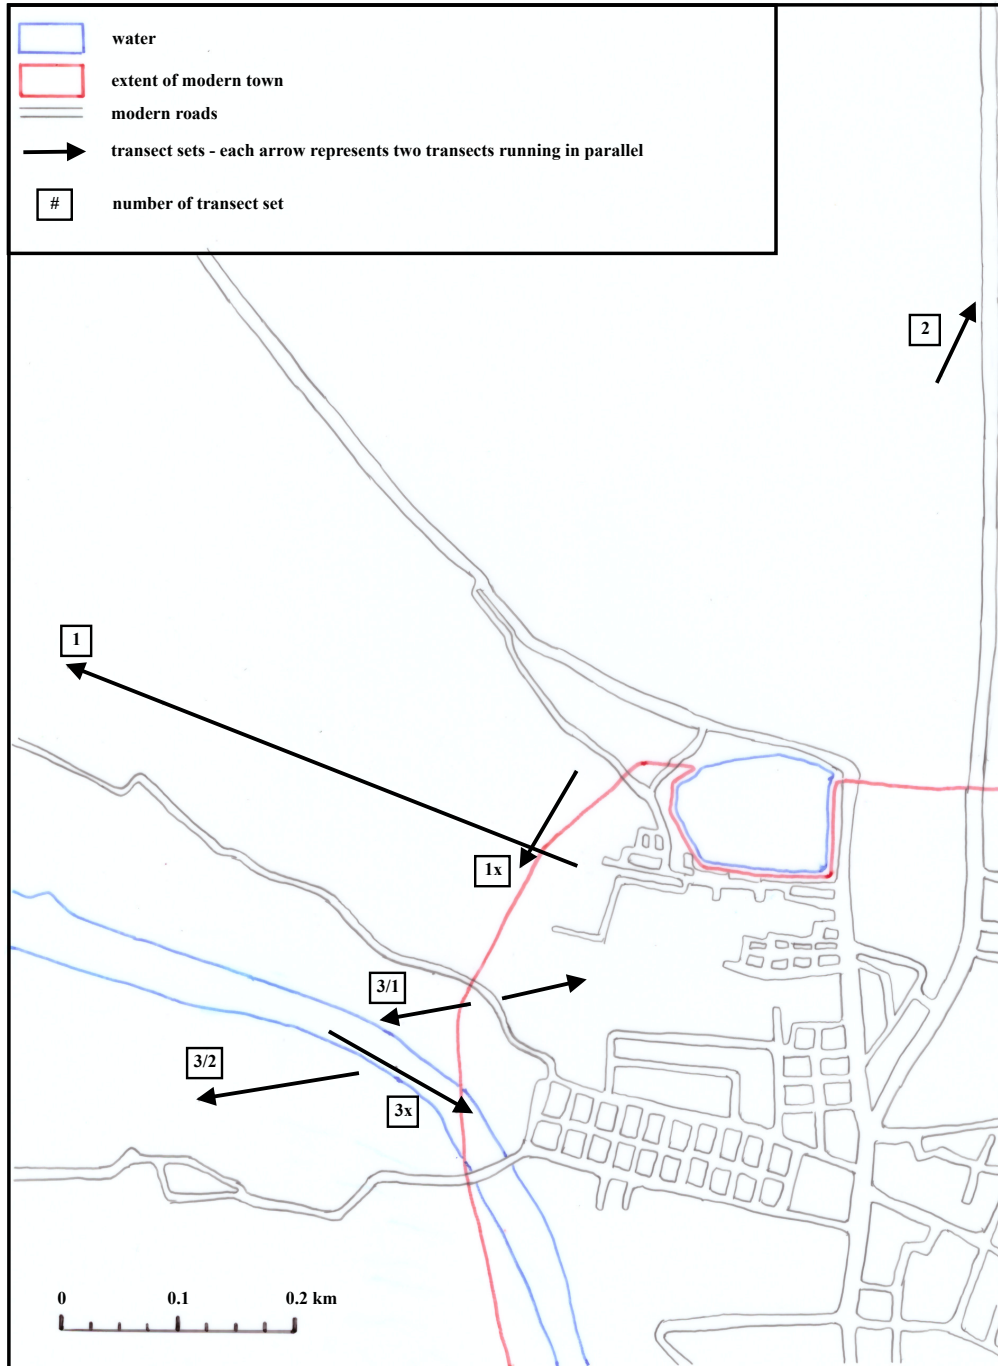 water
extent of modern town
modern roads
transect sets - each arrow represents two transects running in parallel
#
number of transect set
2
1
1x
3/1
3/2
3x
0
0.1
0.2 km